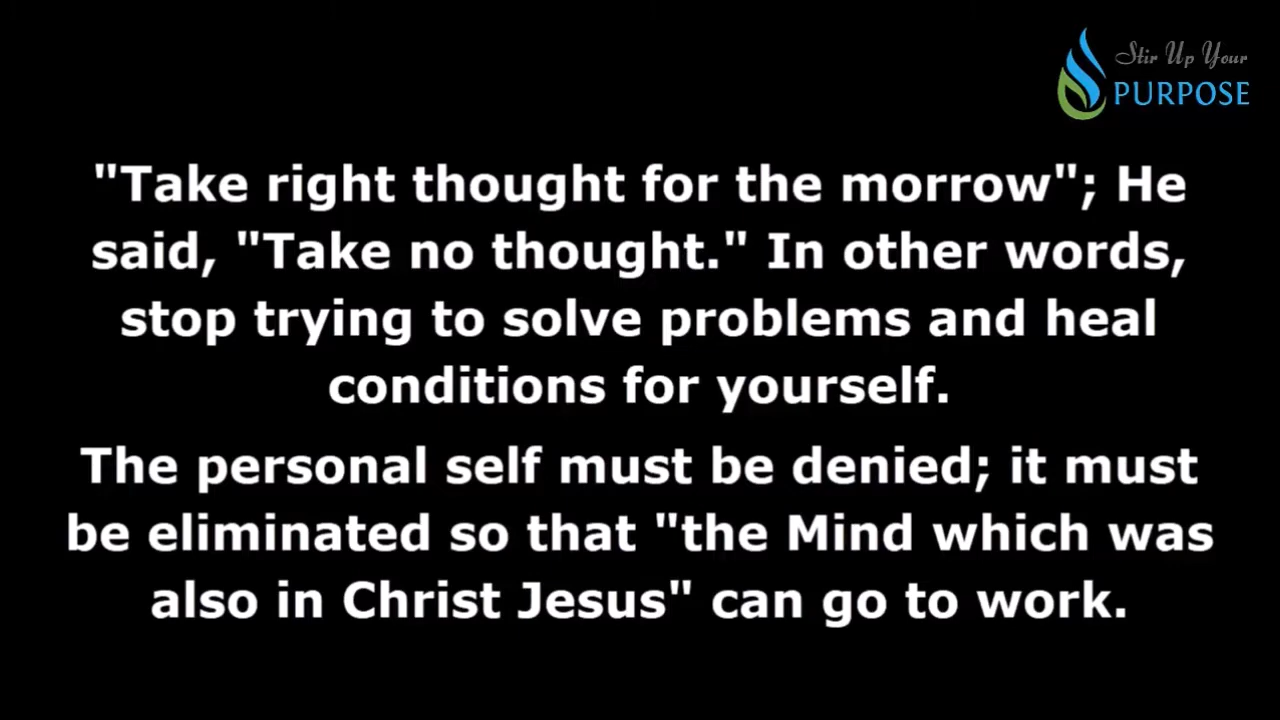 Stir Up Your
PURPOSE
"Take right thought for the morrow"; He
said, "Take no thought." In other words,
stop trying to solve problems and heal
conditions for yourself.
The personal self must be denied; it must
be eliminated so that "the Mind which was
also in Christ Jesus" can go to work.